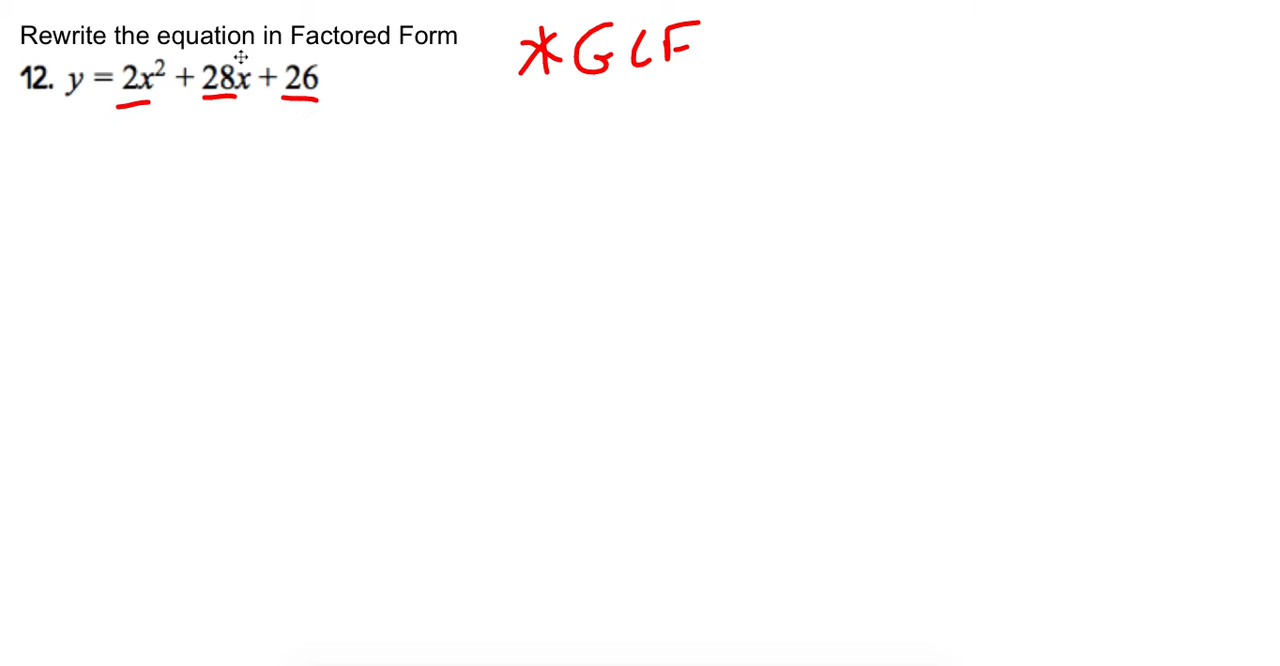 Rewrite the equation in Factored Form
*GCF
12. y = 2x² + 28x + 26